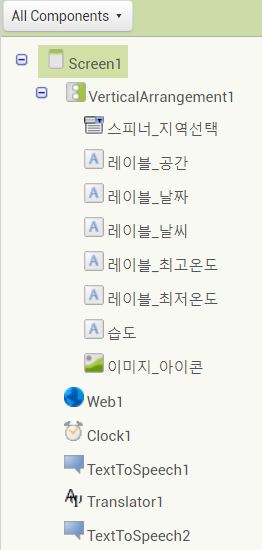 All Components
Screen1
VerticalArrangement1
스피너_지역선택
레이블_공간
레이블_날짜
레이블_날씨
레이블_최고온도
레이블_최저온도
습도
이미지_아이콘
Web1
Clock1
TextToSpeech1
Translator1
TextToSpeech2